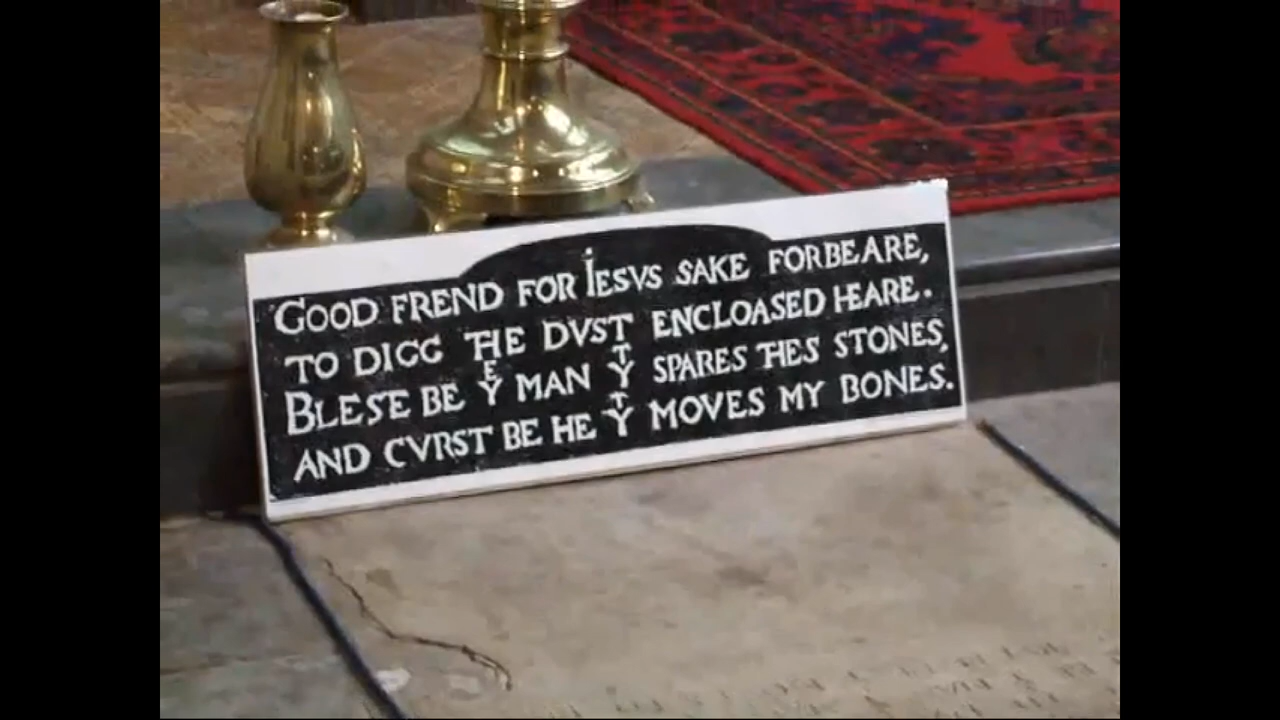 GOOD FREND FOR IESVS SAKE FORBEARE,
TO DIGG THE DVST ENCLOASED HEARE.
BLESE BE Yᴱ MAN Yᵀ SPARES THES STONES,
AND CVRST BE HE Yᵀ MOVES MY BONES.